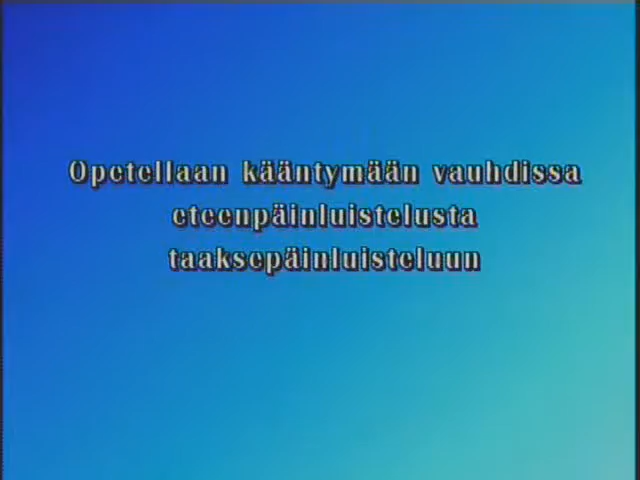 Opetellaan kääntymään vauhdissa
eteenpäinluistelusta
taaksepäinluisteluun